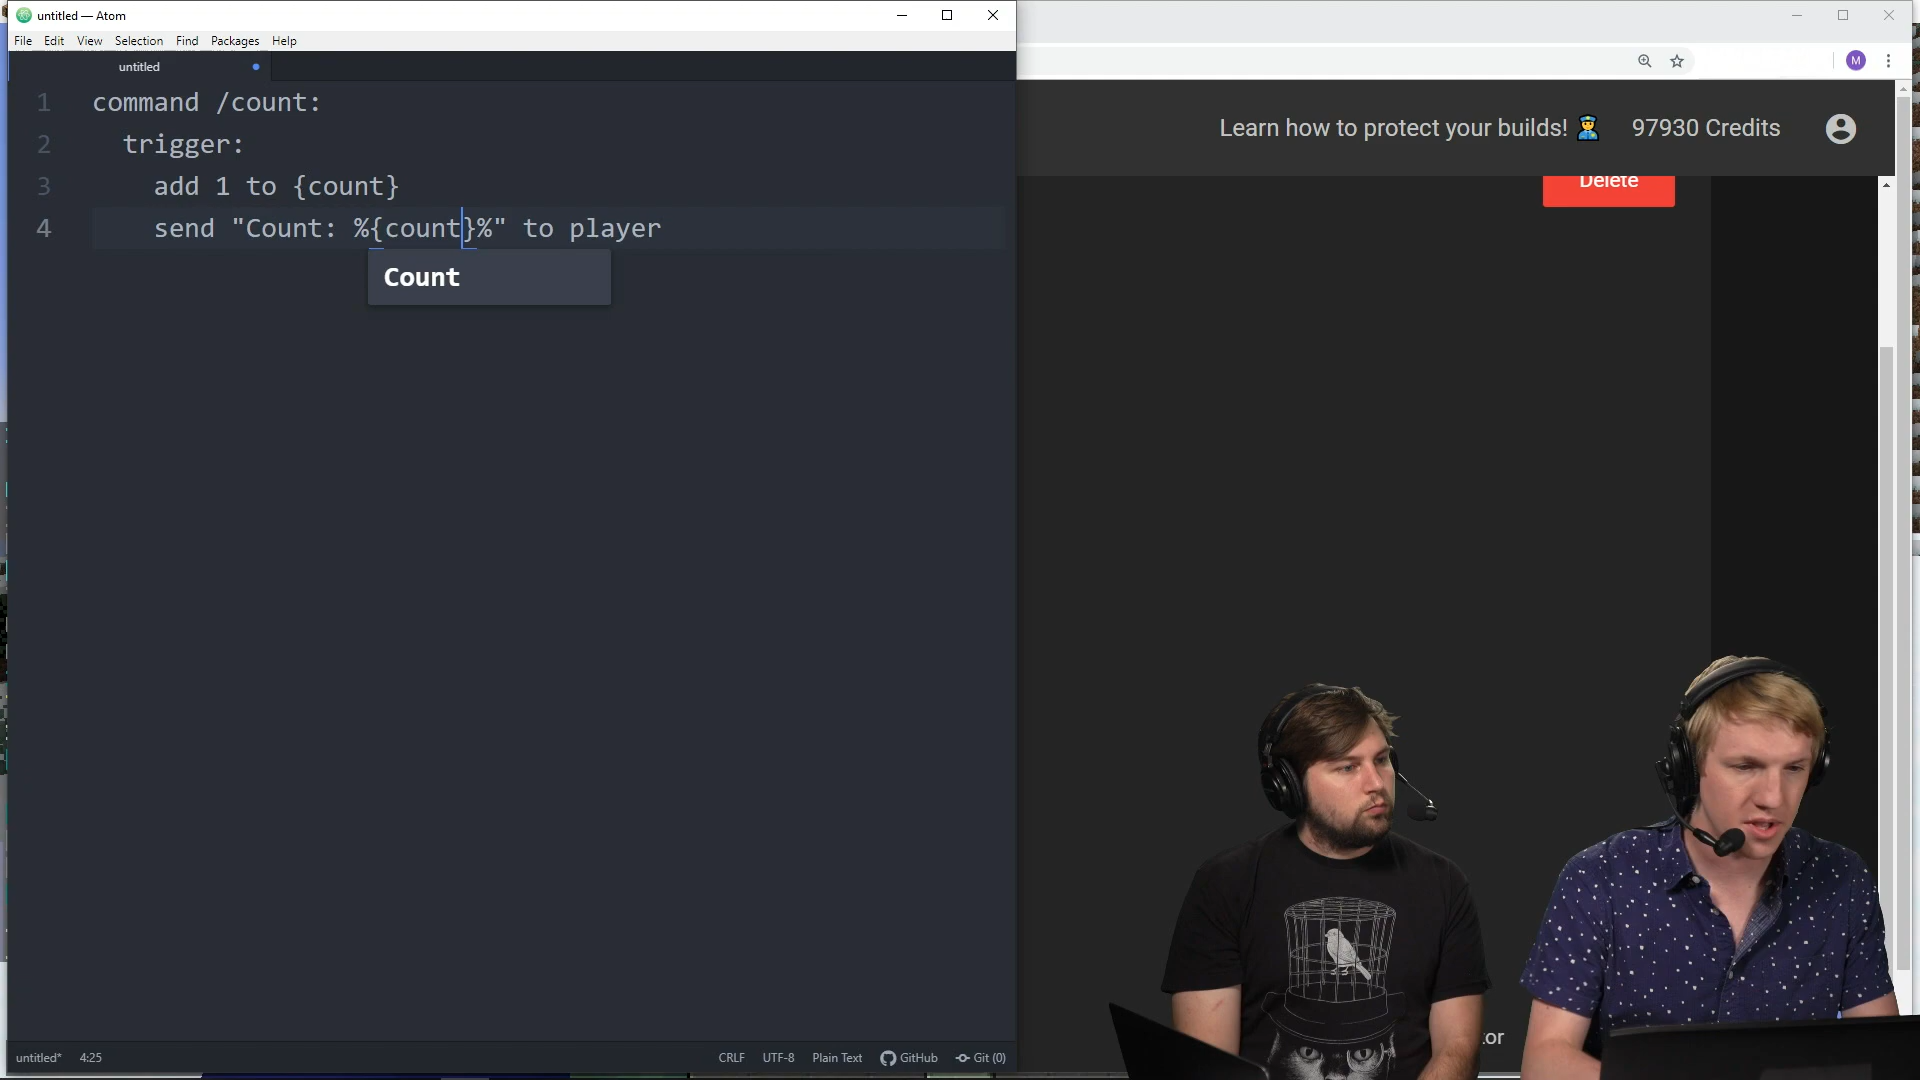 untitled — Atom
File Edit View Selection Find Packages Help
untitled
1 command /count:
2 trigger:
3 add 1 to {count}
4 send "Count: %{count}%" to player
Count
untitled* 4:25
CRLF UTF-8 Plain Text GitHub Git (0)
M
Learn how to protect your builds! 97930 Credits
Delete
tor